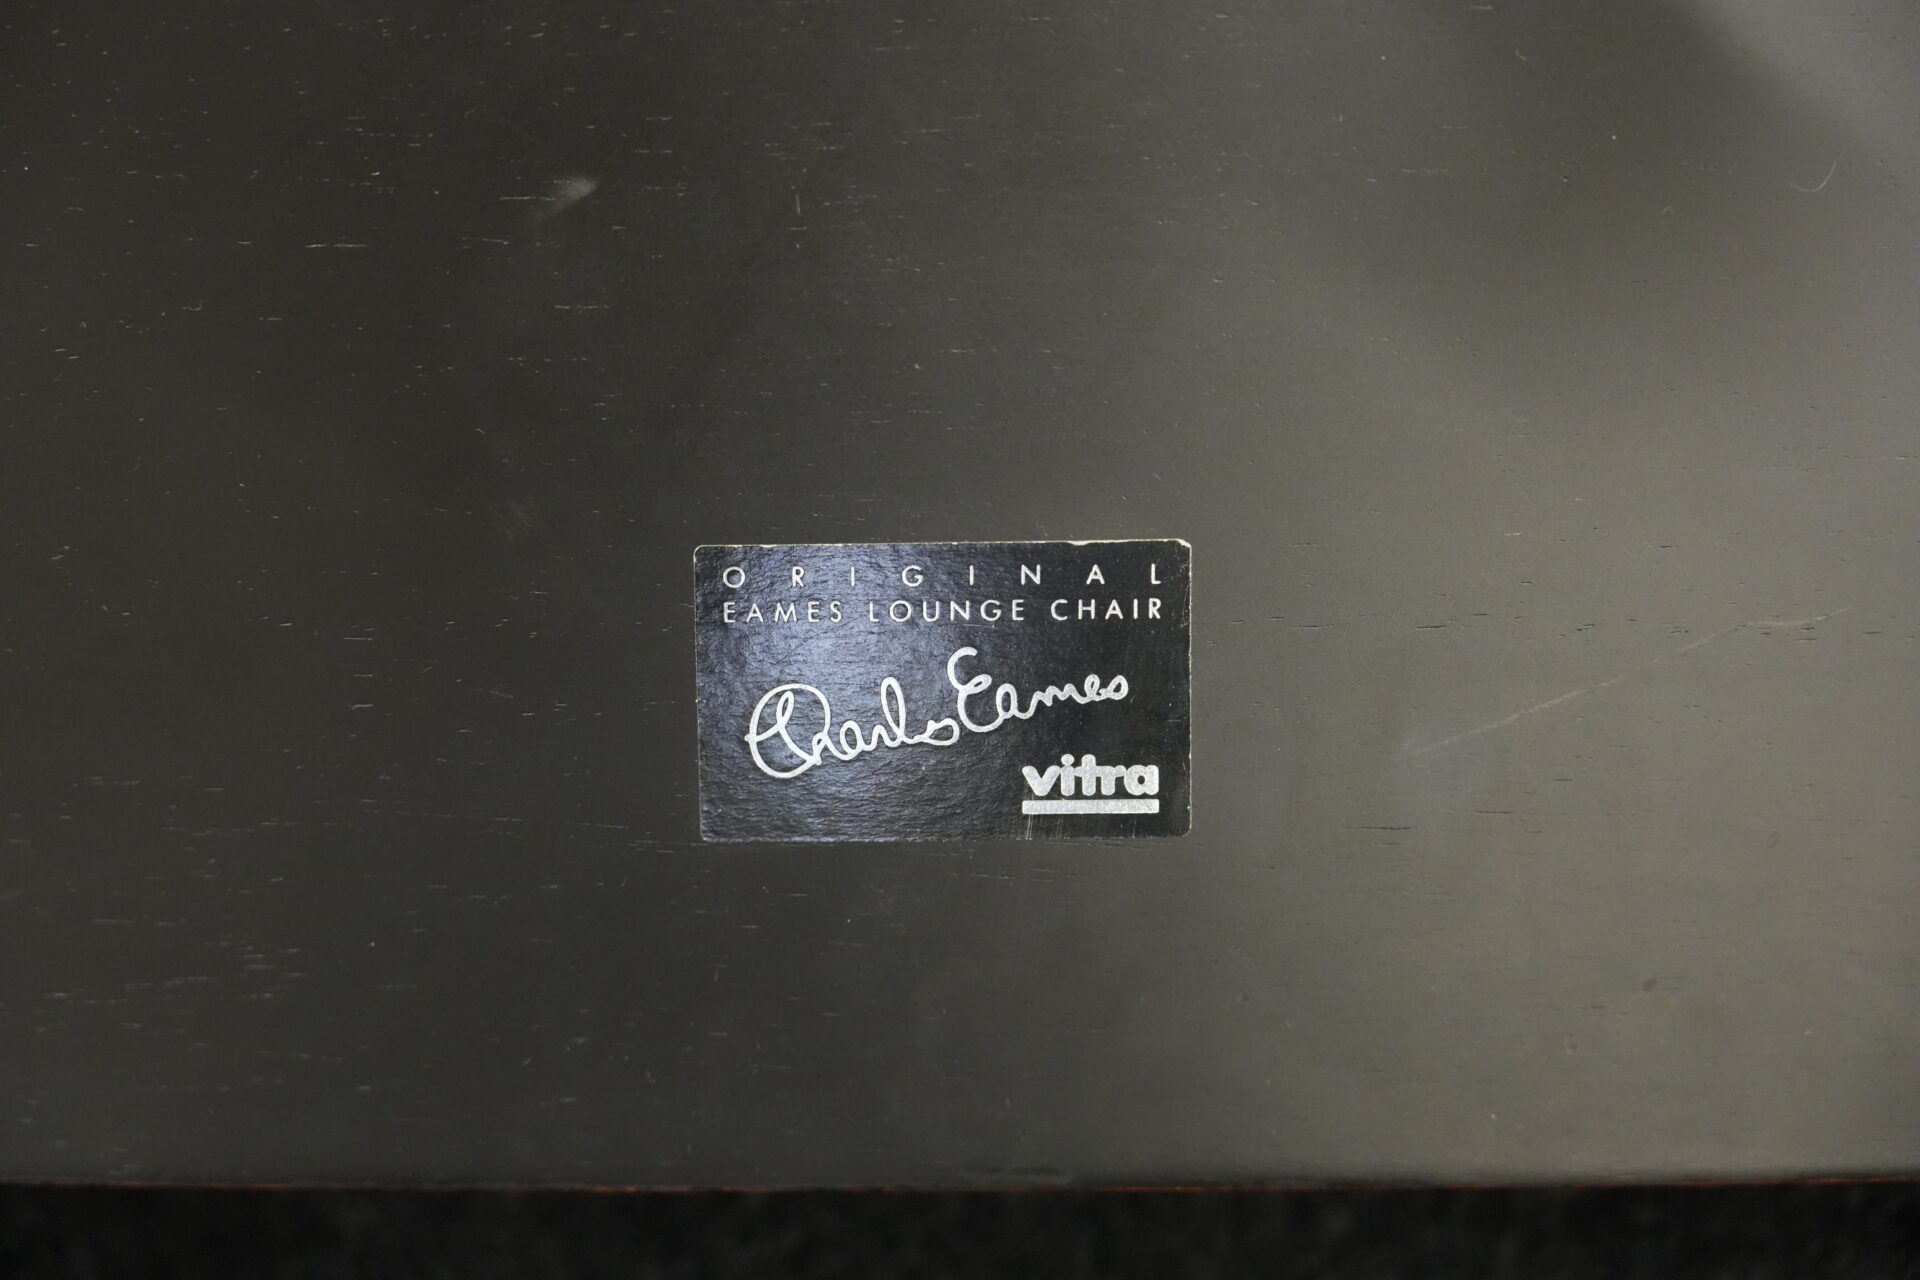 ORIGINAL
EAMES LOUNGE CHAIR
Charles Eames
vitra